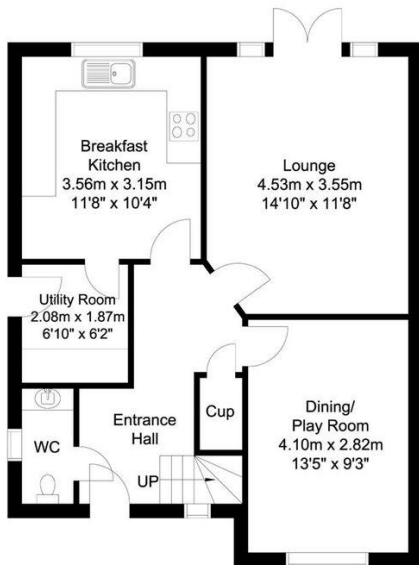 Breakfast
Kitchen
3.56m x 3.15m
11'8" x 10'4"
Lounge
4.53m x 3.55m
14'10" x 11'8"
Utility Room
2.08m x 1.87m
6'10" x 6'2"
WC
Entrance
Hall
UP
Cup
Dining/
Play Room
4.10m x 2.82m
13'5" x 9'3"